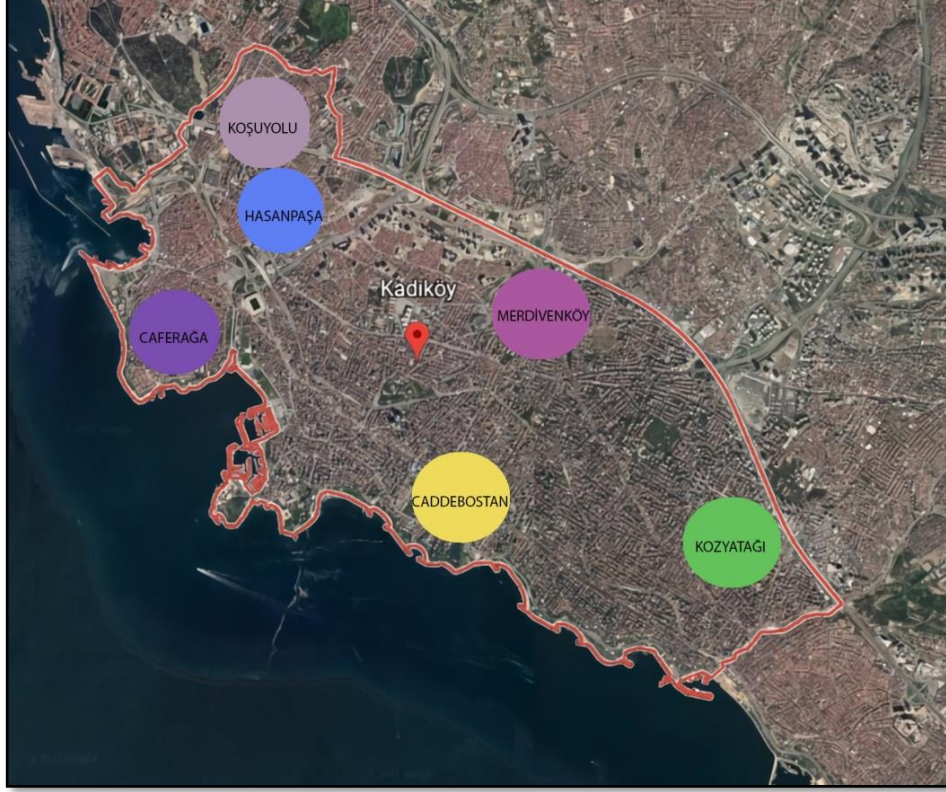 KOŞUYOLU
HASANPAŞA
Kadıköy
MERDİVENKÖY
CAFERAĞA
CADDEBOSTAN
KOZYATAĞI